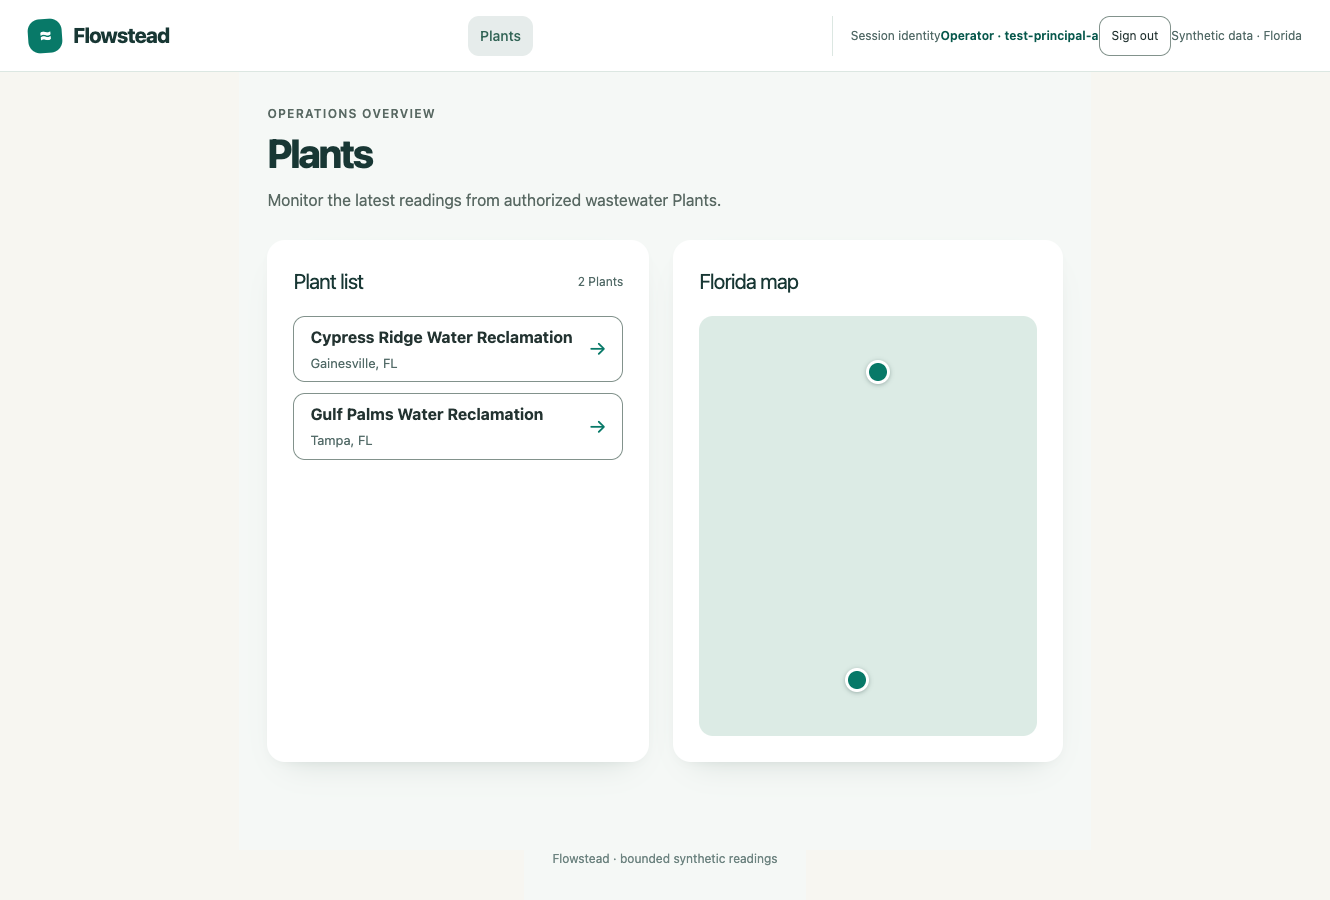 ≈ Flowstead
Plants
Session identity Operator · test-principal-a
Sign out
Synthetic data · Florida
OPERATIONS OVERVIEW
Plants
Monitor the latest readings from authorized wastewater Plants.
Plant list
2 Plants
Cypress Ridge Water Reclamation
Gainesville, FL
→
Gulf Palms Water Reclamation
Tampa, FL
→
Florida map
Flowstead · bounded synthetic readings